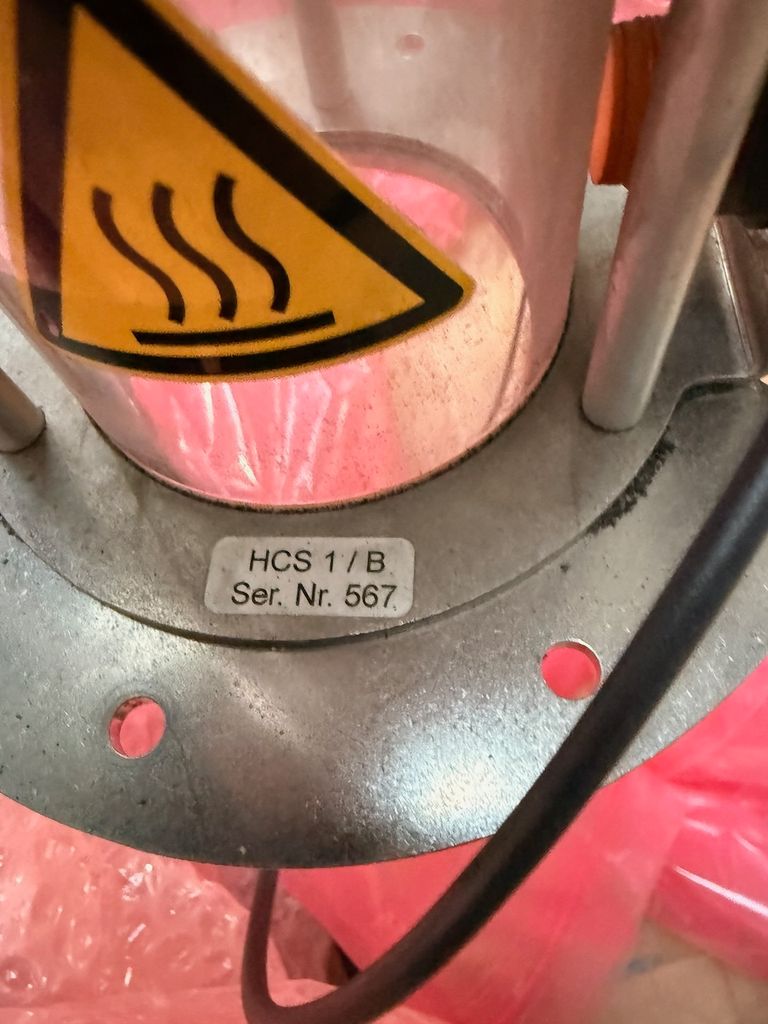 HCS 1 / B
Ser. Nr. 567